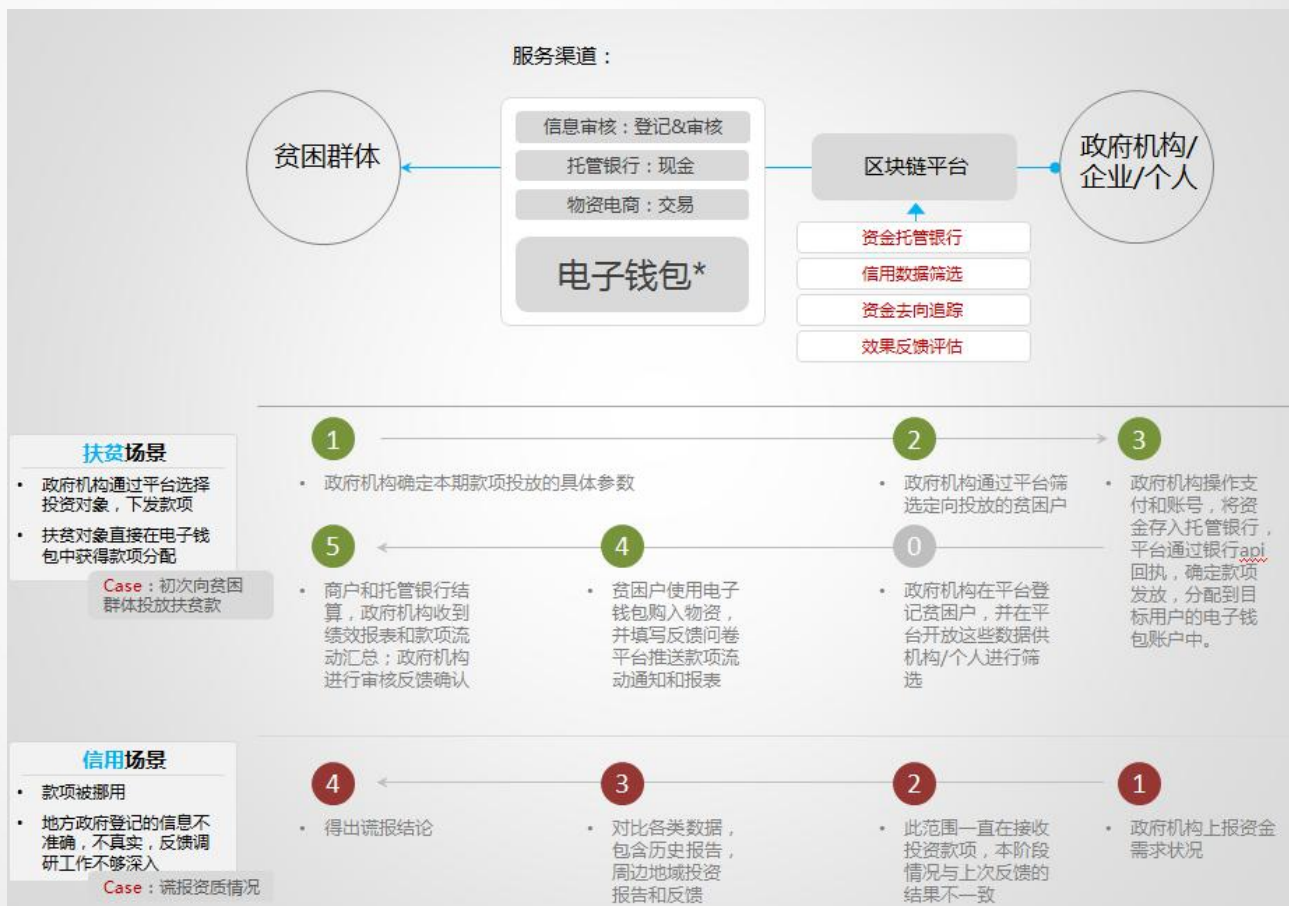 服务渠道：
贫困群体
信息审核：登记&审核
托管银行：现金
物资电商：交易
电子钱包*
区块链平台
政府机构/
企业/个人
资金托管银行
信用数据筛选
资金去向追踪
效果反馈评估
扶贫场景
• 政府机构通过平台选择
投资对象，下发款项
• 扶贫对象直接在电子钱
包中获得款项分配
Case：初次向贫困
群体投放扶贫款
1
• 政府机构确定本期款项投放的具体参数
2
• 政府机构通过平台筛
选定向投放的贫困户
3
• 政府机构操作支
付和账号，将资
金存入托管银行，
平台通过银行api
回执，确定款项
发放，分配到目
标用户的电子钱
包账户中。
5
• 商户和托管银行结
算，政府机构收到
绩效报表和款项流
动汇总；政府机构
进行审核反馈确认
4
• 贫困户使用电子
钱包购入物资，
并填写反馈问卷
平台推送款项流
动通知和报表
0
• 政府机构在平台登
记贫困户，并在平
台开放这些数据供
机构/个人进行筛
选
信用场景
• 款项被挪用
• 地方政府登记的信息不
准确，不真实，反馈调
研工作不够深入
Case：谎报资质情况
4
• 得出谎报结论
3
• 对比各类数据，
包含历史报告，
周边地域投资
报告和反馈
2
• 此范围一直在接收
投资款项，本阶段
情况与上次反馈的
结果不一致
1
• 政府机构上报资金
需求状况